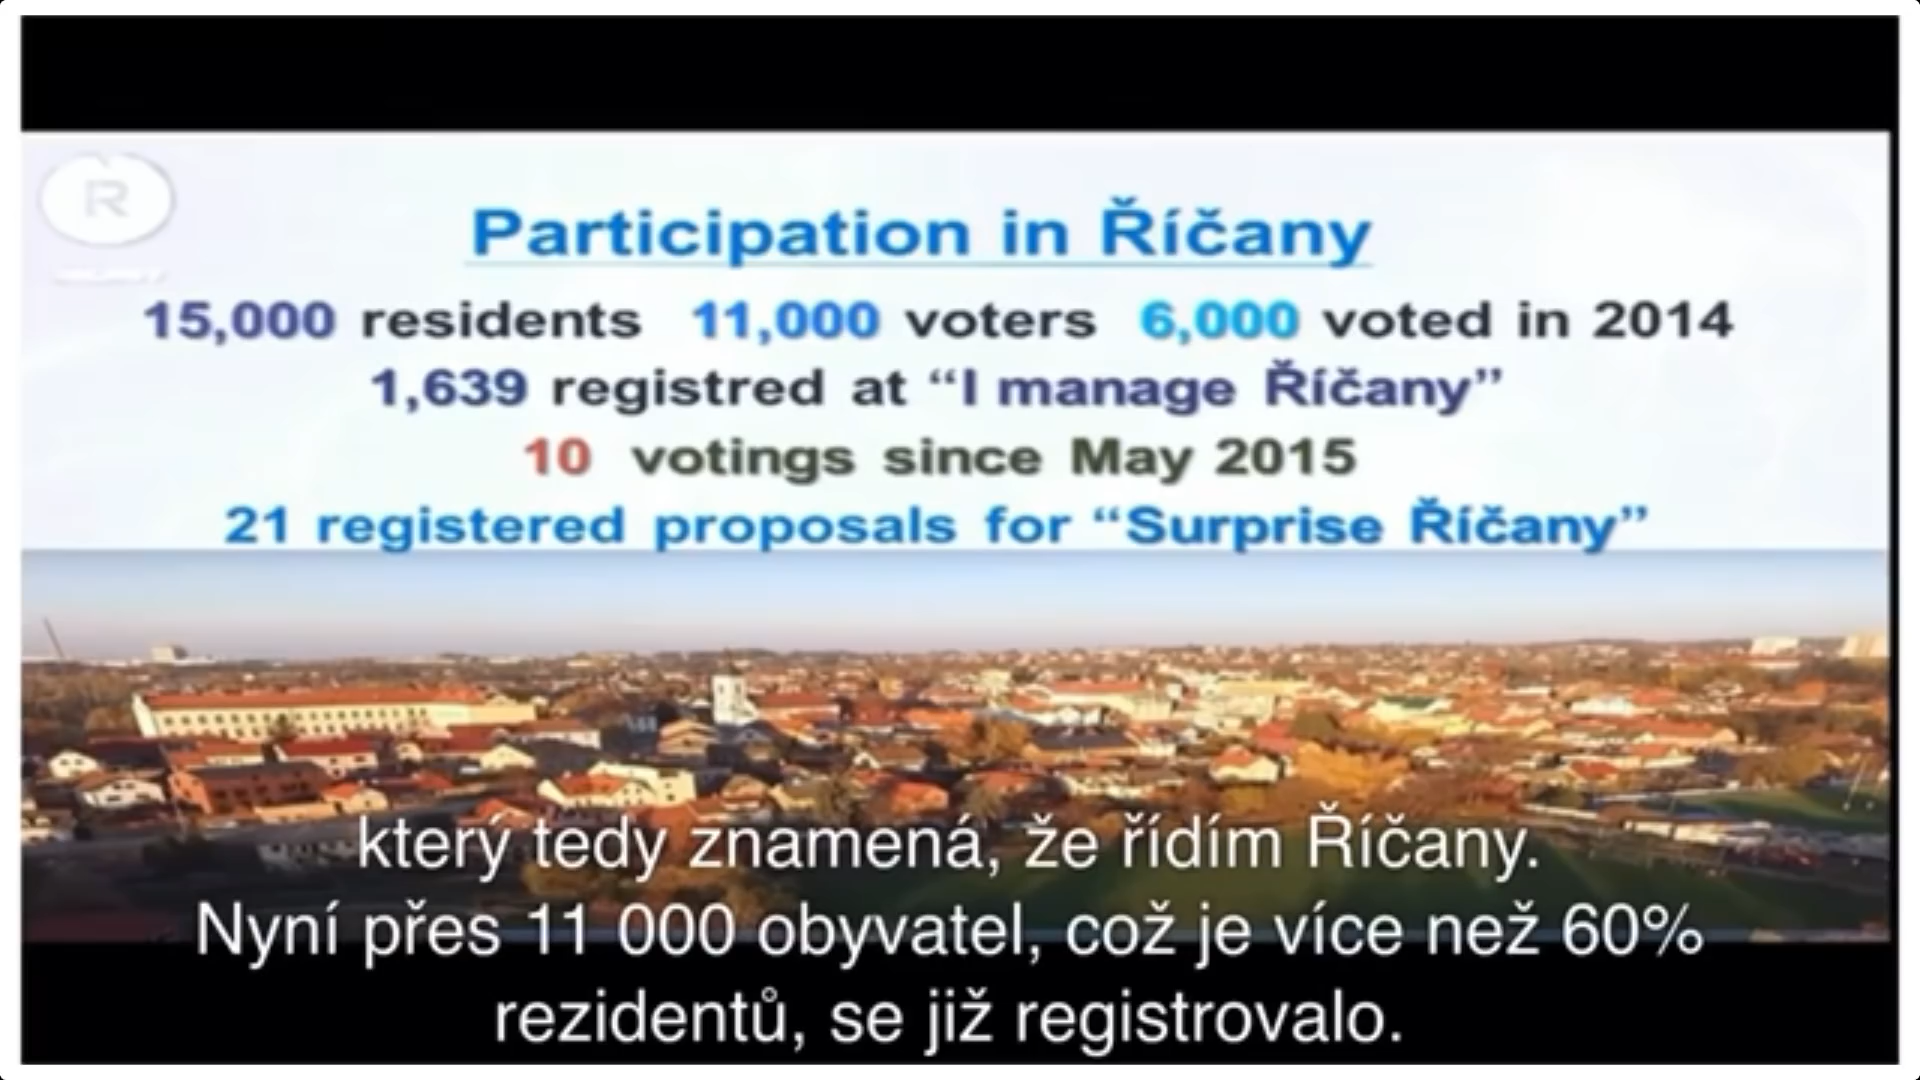 R
Participation in Říčany
15,000 residents 11,000 voters 6,000 voted in 2014
1,639 registred at “I manage Říčany”
10 votings since May 2015
21 registered proposals for “Surprise Říčany”
který tedy znamená, že řídím Říčany.
Nyní přes 11 000 obyvatel, což je více než 60%
rezidentů, se již registrovalo.